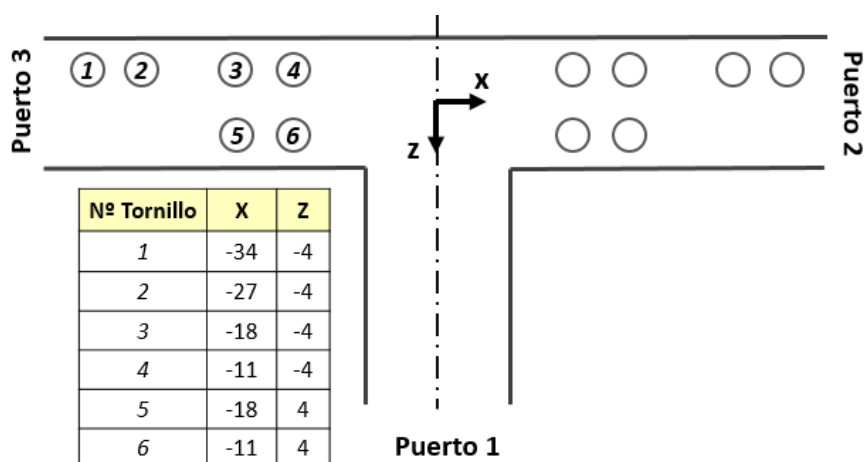 Puerto 3
1 2 3 4
5 6
X
Z
Puerto 2
Nº Tornillo X Z
1 -34 -4
2 -27 -4
3 -18 -4
4 -11 -4
5 -18 4
6 -11 4
Puerto 1